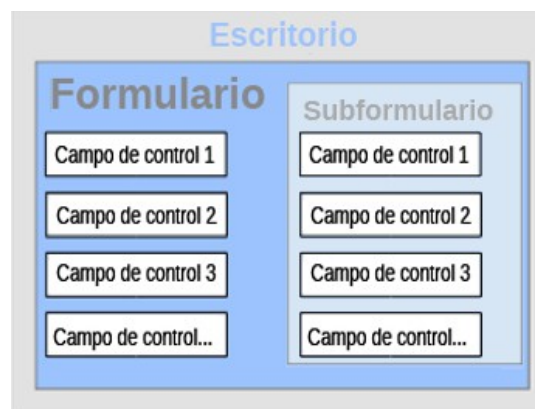 Escritorio
Formulario
Campo de control 1
Campo de control 2
Campo de control 3
Campo de control...
Subformulario
Campo de control 1
Campo de control 2
Campo de control 3
Campo de control...